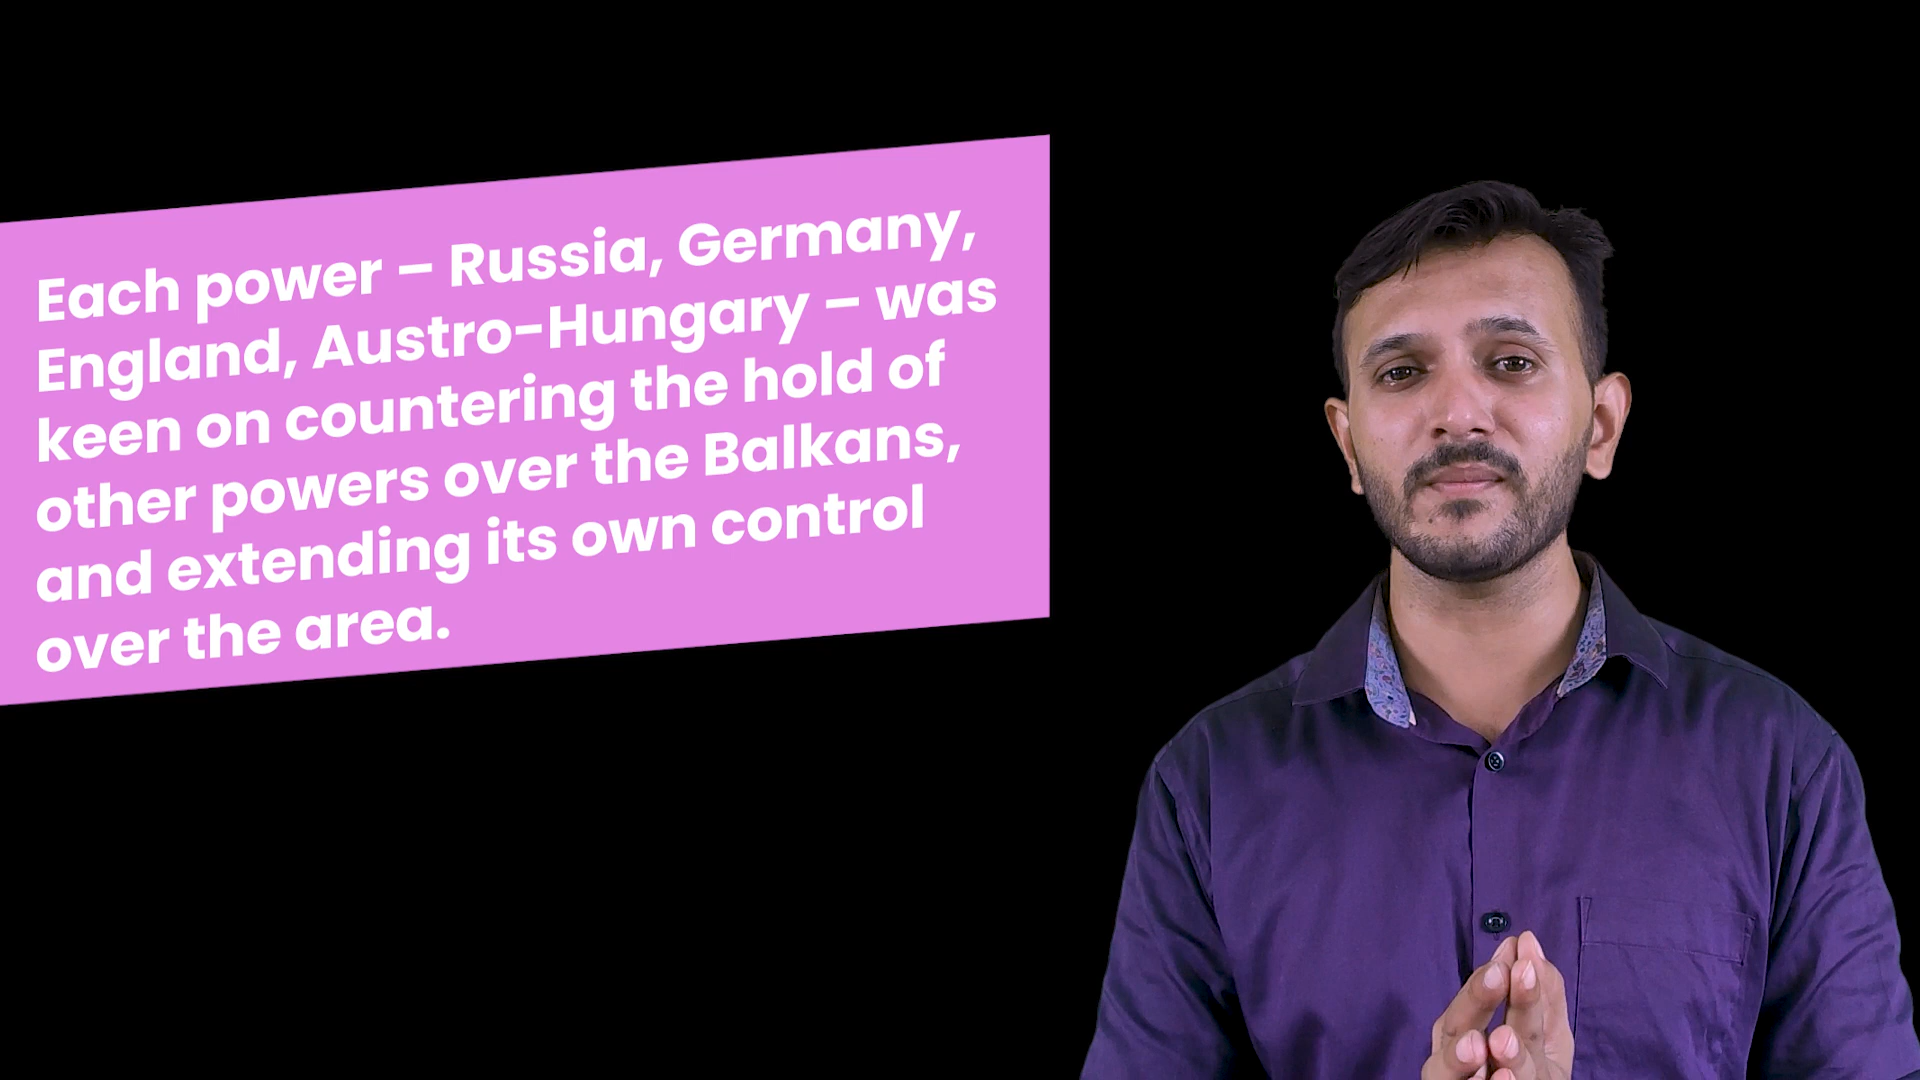 Each power – Russia, Germany,
England, Austro-Hungary – was
keen on countering the hold of
other powers over the Balkans,
and extending its own control
over the area.